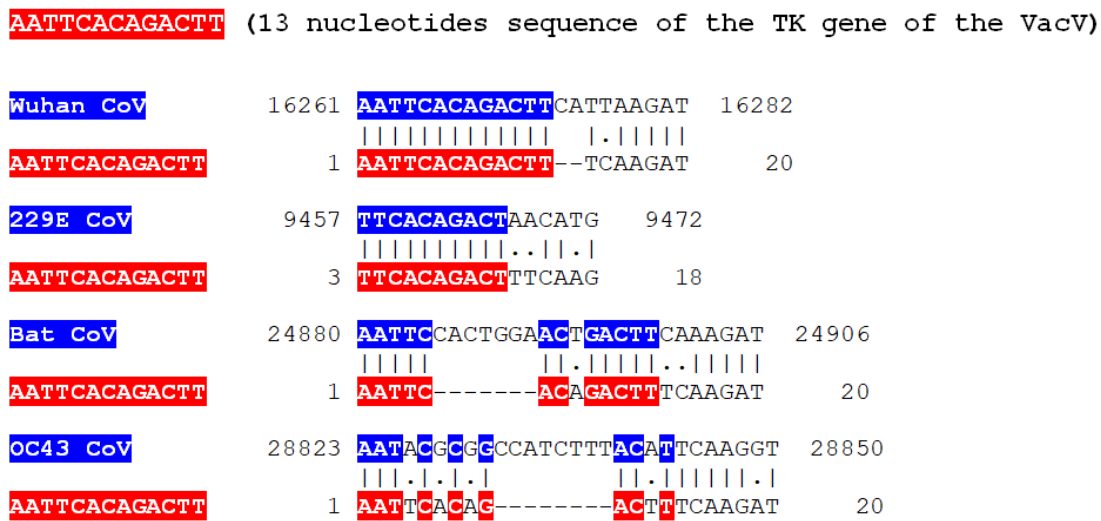 AATTCACAGACTT (13 nucleotides sequence of the TK gene of the VacV)
Wuhan CoV 16261 AATTCACAGACTTCATTAAGAT 16282
||||||||||||| |.|||||
AATTCACAGACTT 1 AATTCACAGACTT--TCAAGAT 20
229E CoV 9457 TTCACAGACTAACATG 9472
||||||||||..||.|
AATTCACAGACTT 3 TTCACAGACTTTCAAG 18
Bat CoV 24880 AATTCCACTGGAACTGACTTCAAAGAT 24906
||||| ||.|||||..|||||
AATTCACAGACTT 1 AATTC-------ACAGACTTTCAAGAT 20
OC43 CoV 28823 AATACGCGGCCATCTTTACATTCAAGGT 28850
|||.|.|.| ||.||||||.|
AATTCACAGACTT 1 AATTCACAG--------ACTTTCAAGAT 20